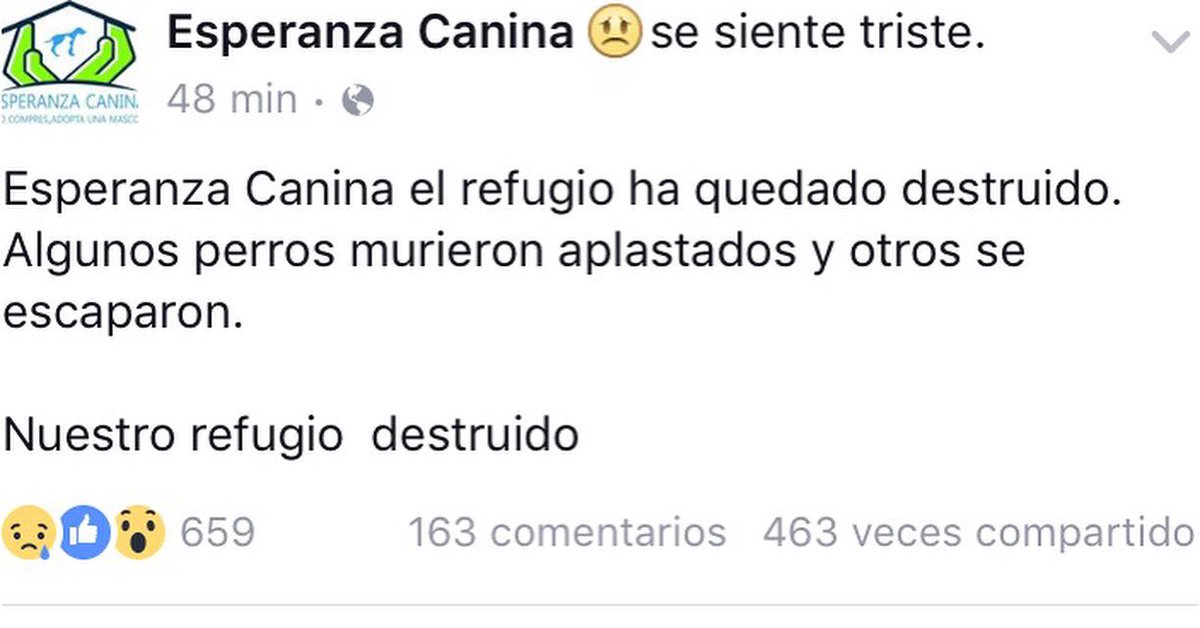 Esperanza Canina 😟 se siente triste.
SPERANZA CANIN
COMPRES,ADOPTA UNA MASCO
48 min ·
Esperanza Canina el refugio ha quedado destruido.
Algunos perros murieron aplastados y otros se
escaparon.
Nuestro refugio destruido
659 163 comentarios 463 veces compartido